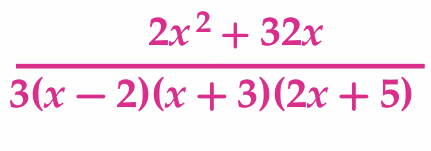 2x² + 32x
3(x − 2)(x + 3)(2x + 5)